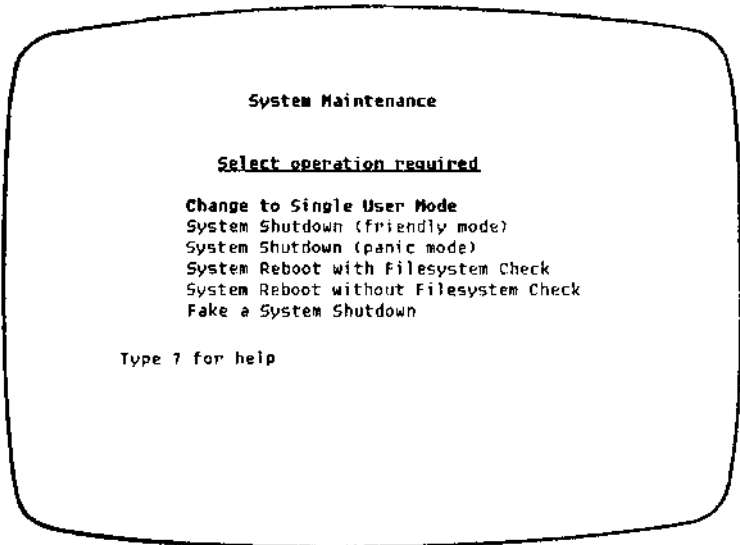 System Maintenance
Select operation required
Change to Single User Mode
System Shutdown (friendly mode)
System Shutdown (panic mode)
System Reboot with Filesystem Check
System Reboot without Filesystem Check
Fake a System Shutdown
Type ? for help